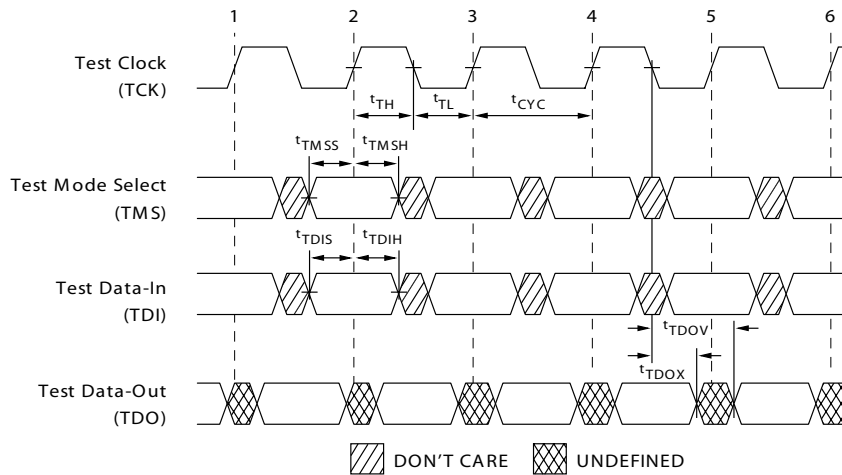 1 2 3 4 5 6
Test Clock
(TCK)
tTH tTL tCYC
tTMSS tTMSH
Test Mode Select
(TMS)
tTDIS tTDIH
Test Data-In
(TDI)
tTDOV
tTDOX
Test Data-Out
(TDO)
DON'T CARE UNDEFINED